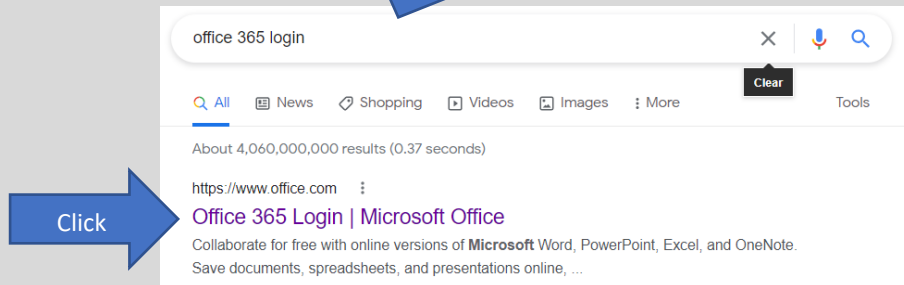 office 365 login
Clear
All News Shopping Videos Images More Tools
About 4,060,000,000 results (0.37 seconds)
https://www.office.com
Click
Office 365 Login | Microsoft Office
Collaborate for free with online versions of Microsoft Word, PowerPoint, Excel, and OneNote.
Save documents, spreadsheets, and presentations online, ...